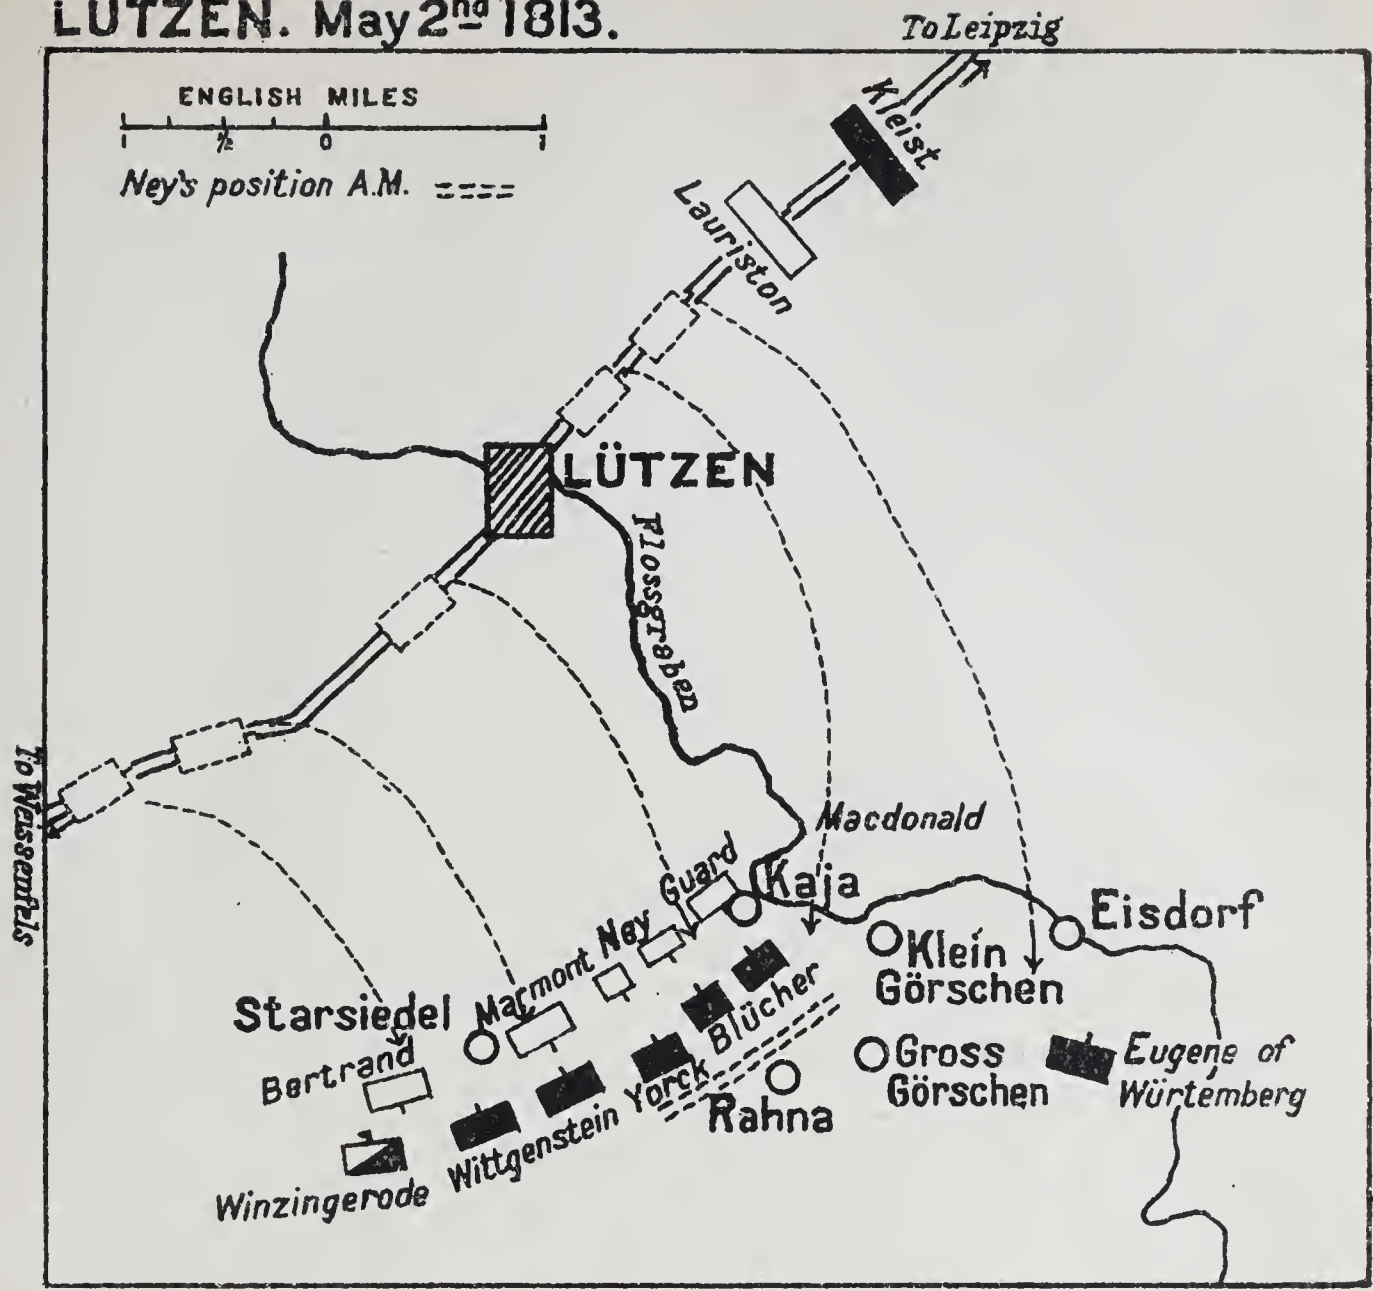 LÜTZEN. May 2nd 1813.
To Leipzig
ENGLISH MILES
1 ½ 0 1
Ney's position A.M.
Kleist
Lauriston
LÜTZEN
Flossgraben
To Weissenfels
Macdonald
Guard
Kaja
Eisdorf
Ney
Klein
Görschen
Marmont
Starsiedel
Blücher
Bertrand
Gross
Görschen
Eugene of
Würtemberg
Yorck
Rahna
Wittgenstein
Winzingerode